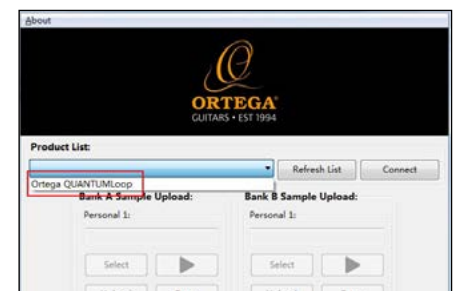 About
ORTEGA
GUITARS • EST 1994
Product List:
Refresh List Connect
Ortega QUANTUMLoop
Bank A Sample Upload: Bank B Sample Upload:
Personal 1: Personal 1:
Select Select